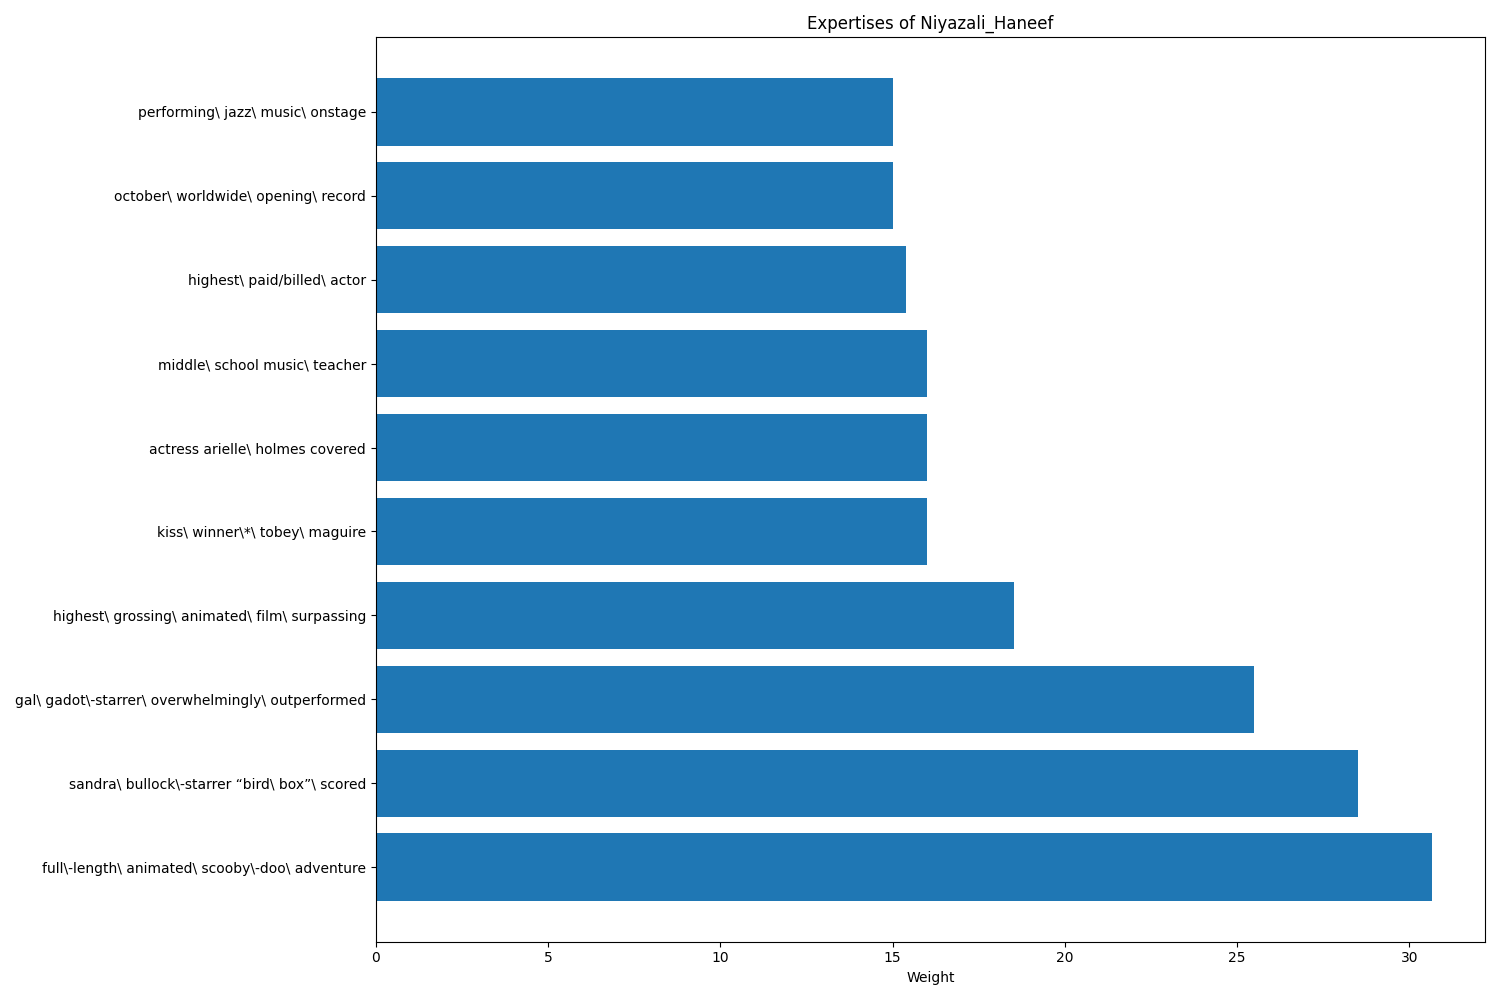 Expertises of Niyazali_Haneef
performing\ jazz\ music\ onstage
october\ worldwide\ opening\ record
highest\ paid/billed\ actor
middle\ school music\ teacher
actress arielle\ holmes covered
kiss\ winner\*\ tobey\ maguire
highest\ grossing\ animated\ film\ surpassing
gal\ gadot\-starrer\ overwhelmingly\ outperformed
sandra\ bullock\-starrer “bird\ box”\ scored
full\-length\ animated\ scooby\-doo\ adventure
0 5 10 15 20 25 30
Weight